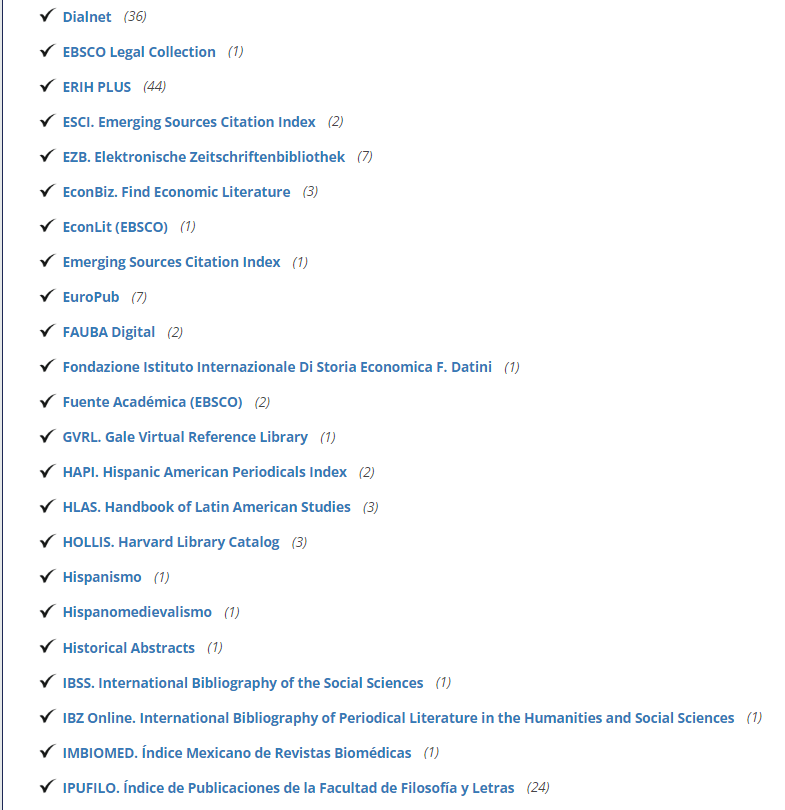 Dialnet (36)
EBSCO Legal Collection (1)
ERIH PLUS (44)
ESCI. Emerging Sources Citation Index (2)
EZB. Elektronische Zeitschriftenbibliothek (7)
EconBiz. Find Economic Literature (3)
EconLit (EBSCO) (1)
Emerging Sources Citation Index (1)
EuroPub (7)
FAUBA Digital (2)
Fondazione Istituto Internazionale Di Storia Economica F. Datini (1)
Fuente Académica (EBSCO) (2)
GVRL. Gale Virtual Reference Library (1)
HAPI. Hispanic American Periodicals Index (2)
HLAS. Handbook of Latin American Studies (3)
HOLLIS. Harvard Library Catalog (3)
Hispanismo (1)
Hispanomedievalismo (1)
Historical Abstracts (1)
IBSS. International Bibliography of the Social Sciences (1)
IBZ Online. International Bibliography of Periodical Literature in the Humanities and Social Sciences (1)
IMBIOMED. Índice Mexicano de Revistas Biomédicas (1)
IPUFILO. Índice de Publicaciones de la Facultad de Filosofía y Letras (24)